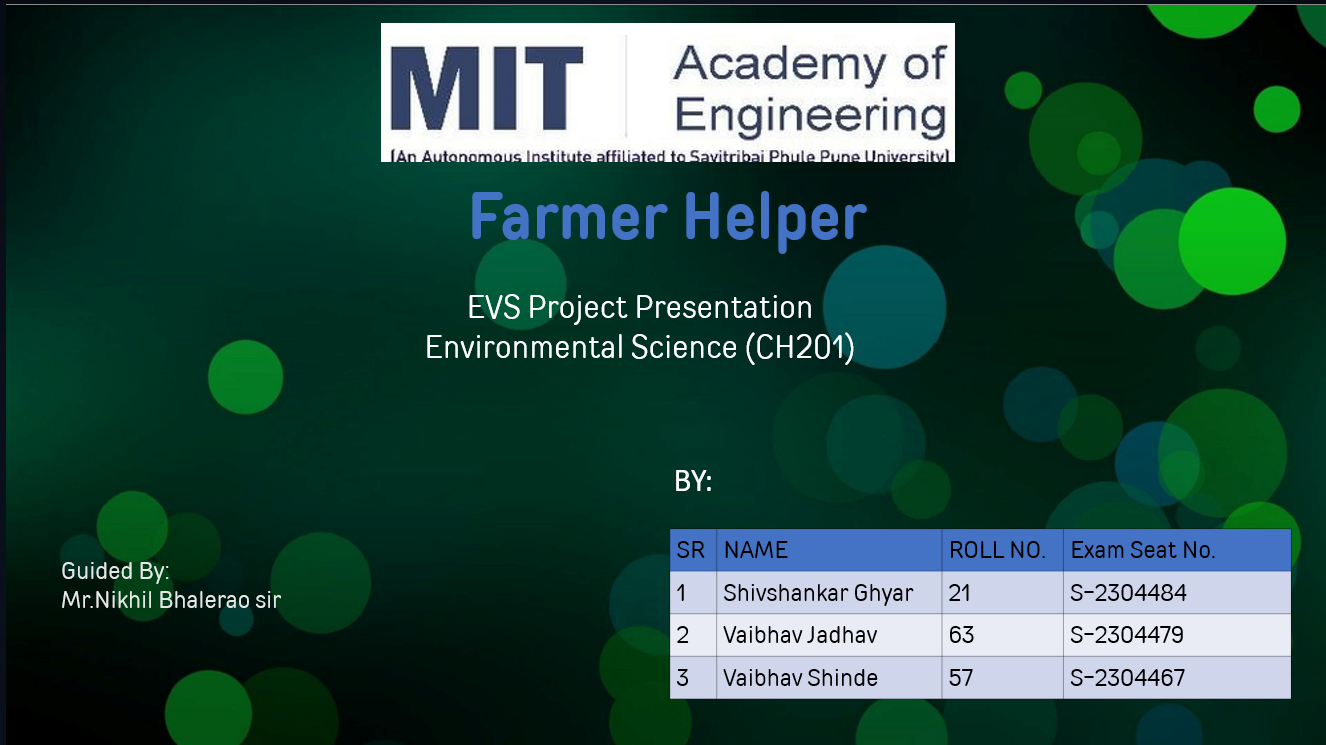 MIT
Academy of
Engineering
(An Autonomous Institute affiliated to Savitribai Phule Pune University)
Farmer Helper
EVS Project Presentation
Environmental Science (CH201)
BY:
Guided By:
Mr.Nikhil Bhalerao sir
SR NAME ROLL NO. Exam Seat No.
1 Shivshankar Ghyar 21 S-2304484
2 Vaibhav Jadhav 63 S-2304479
3 Vaibhav Shinde 57 S-2304467